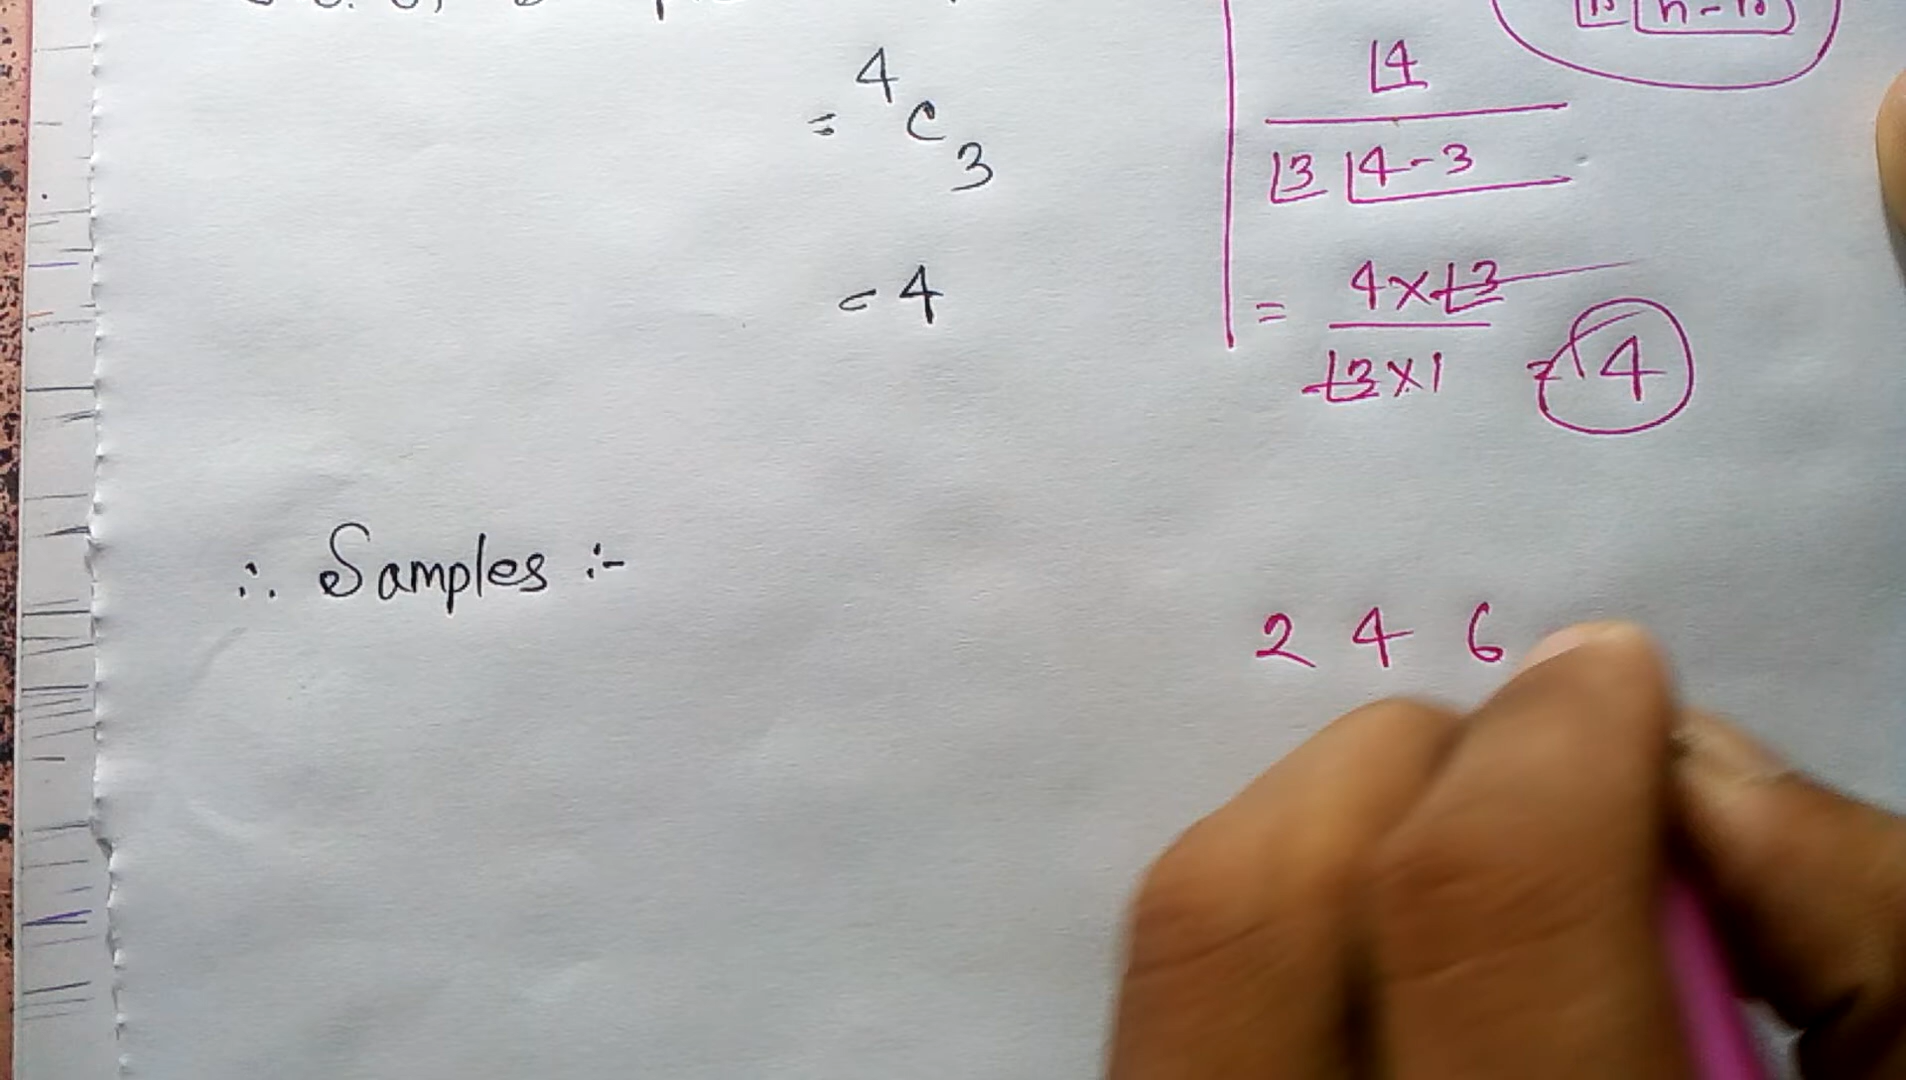 = ⁴C₃
= 4
∴ Samples :-
n-r
⌊4
⌊3 ⌊4-3
= 4×⌊3
⌊3×1
= 4
2 4 6